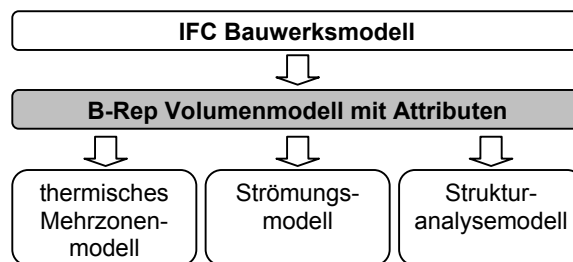 IFC Bauwerksmodell
B-Rep Volumenmodell mit Attributen
thermisches
Mehrzonen-
modell
Strömungs-
modell
Struktur-
analysemodell